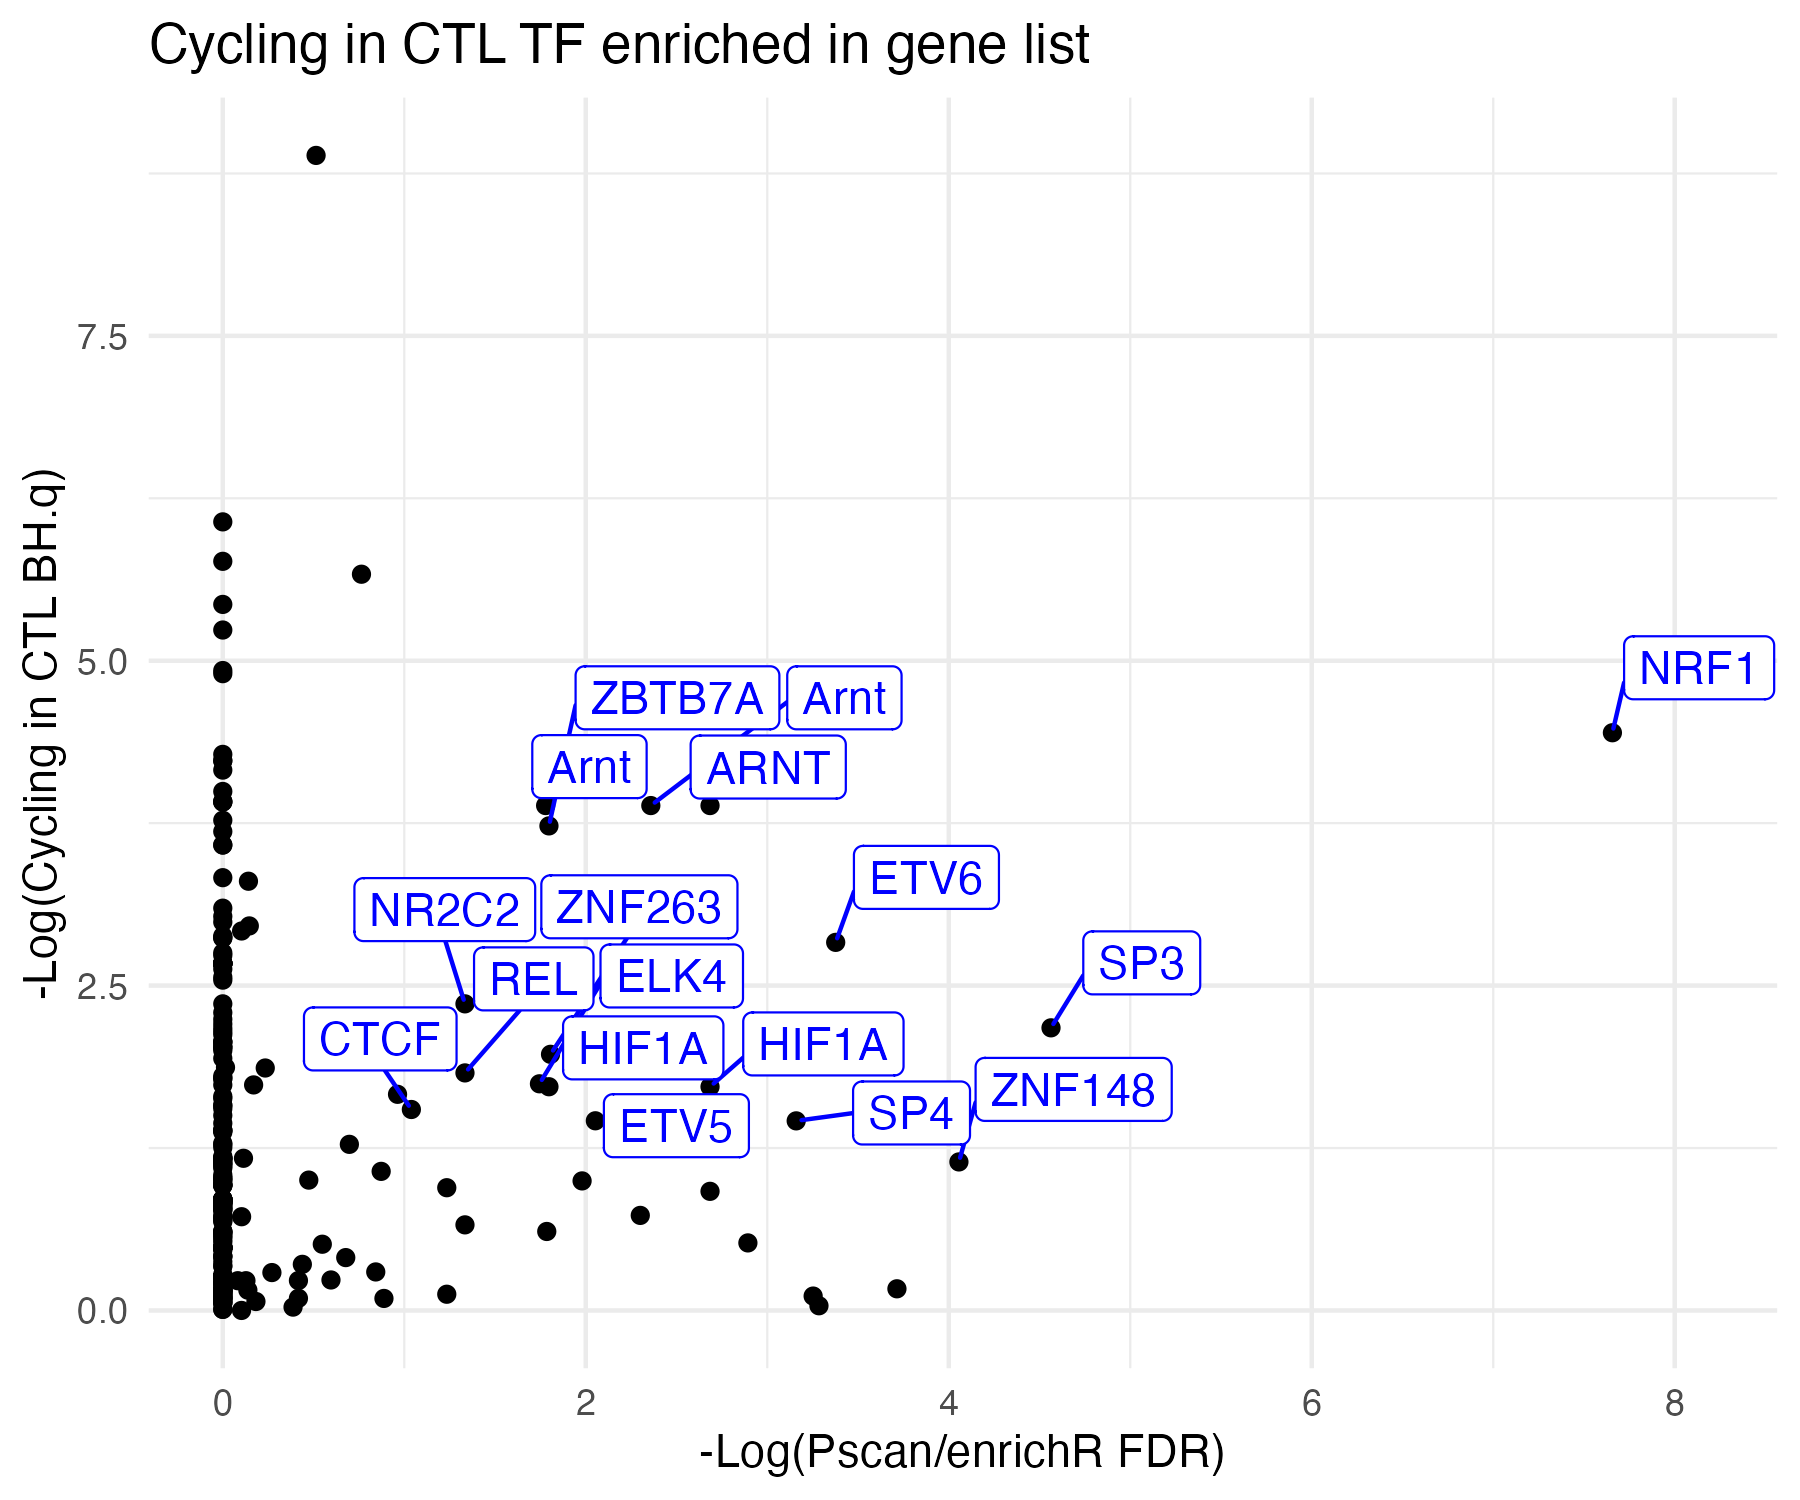 Cycling in CTL TF enriched in gene list
-Log(Cycling in CTL BH.q)
7.5
5.0
2.5
0.0
NRF1
ZBTB7A
Arnt
Arnt
ARNT
ETV6
NR2C2
ZNF263
SP3
REL
ELK4
CTCF
HIF1A
HIF1A
ZNF148
SP4
ETV5
0
2
4
6
8
-Log(Pscan/enrichR FDR)